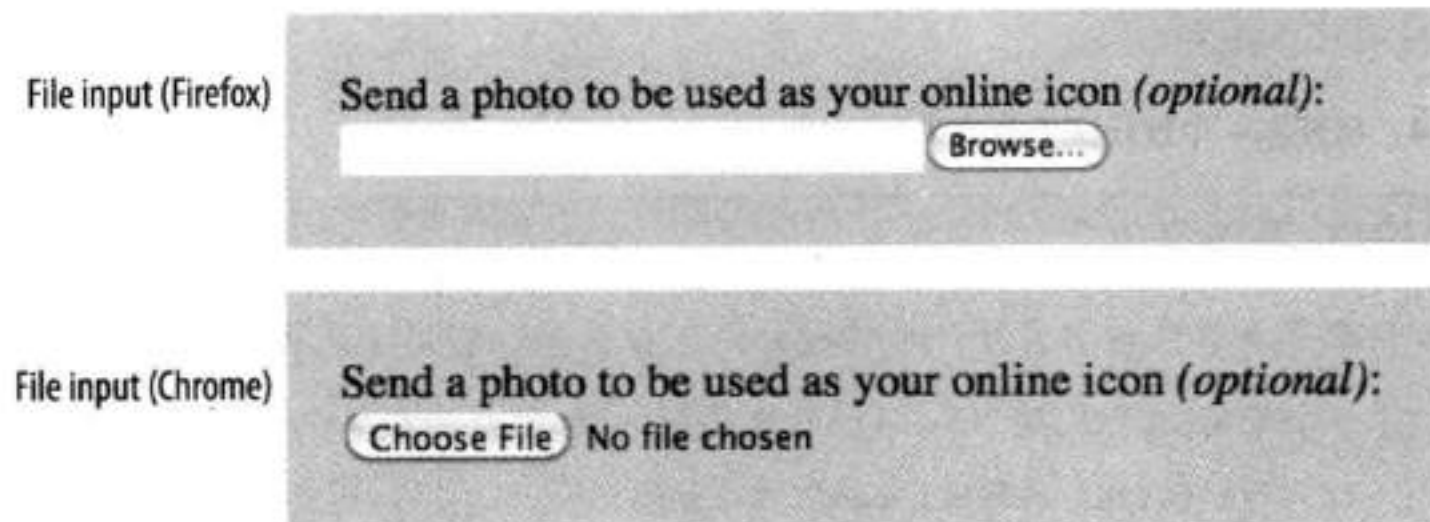 File input (Firefox)
Send a photo to be used as your online icon (optional):
Browse...
File input (Chrome)
Send a photo to be used as your online icon (optional):
Choose File No file chosen